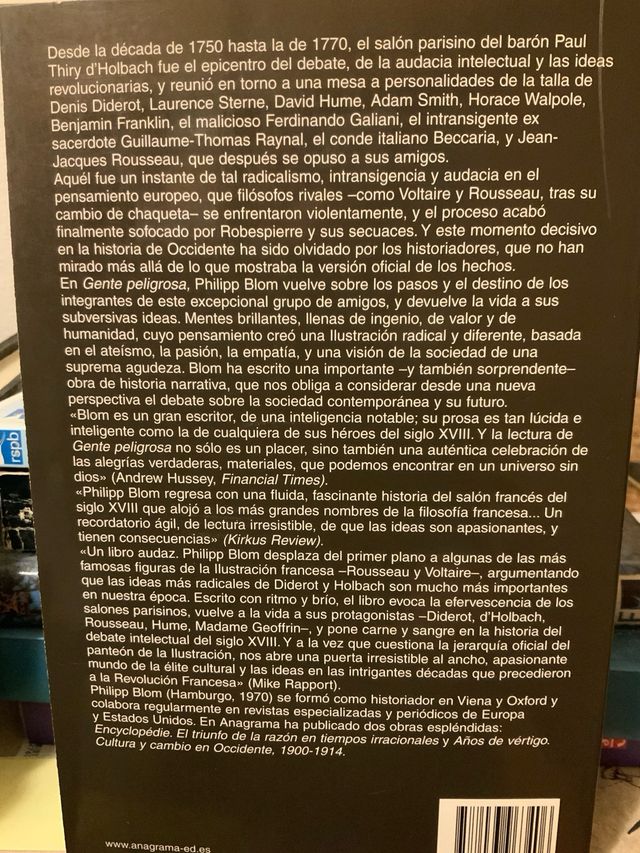 Desde la década de 1750 hasta la de 1770, el salón parisino del barón Paul
Thiry d'Holbach fue el epicentro del debate, de la audacia intelectual y las ideas
revolucionarias, y reunió en torno a una mesa a personalidades de la talla de
Denis Diderot, Laurence Sterne, David Hume, Adam Smith, Horace Walpole,
Benjamin Franklin, el malicioso Ferdinando Galiani, el intransigente ex
sacerdote Guillaume-Thomas Raynal, el conde italiano Beccaria, y Jean-
Jacques Rousseau, que después se opuso a sus amigos.
Aquél fue un instante de tal radicalismo, intransigencia y audacia en el
pensamiento europeo, que filósofos rivales –como Voltaire y Rousseau, tras su
cambio de chaqueta– se enfrentaron violentamente, y el proceso acabó
finalmente sofocado por Robespierre y sus secuaces. Y este momento decisivo
en la historia de Occidente ha sido olvidado por los historiadores, que no han
mirado más allá de lo que mostraba la versión oficial de los hechos.
En Gente peligrosa, Philipp Blom vuelve sobre los pasos y el destino de los
integrantes de este excepcional grupo de amigos, y devuelve la vida a sus
subversivas ideas. Mentes brillantes, llenas de ingenio, de valor y de
humanidad, cuyo pensamiento creó una Ilustración radical y diferente, basada
en el ateísmo, la pasión, la empatía, y una visión de la sociedad de una
suprema agudeza. Blom ha escrito una importante –y también sorprendente–
obra de historia narrativa, que nos obliga a considerar desde una nueva
perspectiva el debate sobre la sociedad contemporánea y su futuro.
«Blom es un gran escritor, de una inteligencia notable; su prosa es tan lúcida e
inteligente como la de cualquiera de sus héroes del siglo XVIII. Y la lectura de
Gente peligrosa no sólo es un placer, sino también una auténtica celebración de
las alegrías verdaderas, materiales, que podemos encontrar en un universo sin
dios» (Andrew Hussey, Financial Times).
«Philipp Blom regresa con una fluida, fascinante historia del salón francés del
siglo XVIII que alojó a los más grandes nombres de la filosofía francesa... Un
recordatorio ágil, de lectura irresistible, de que las ideas son apasionantes, y
tienen consecuencias» (Kirkus Review).
«Un libro audaz. Philipp Blom desplaza del primer plano a algunas de las más
famosas figuras de la Ilustración francesa –Rousseau y Voltaire–, argumentando
que las ideas más radicales de Diderot y Holbach son mucho más importantes
en nuestra época. Escrito con ritmo y brío, el libro evoca la efervescencia de los
salones parisinos, vuelve a la vida a sus protagonistas –Diderot, d'Holbach,
Rousseau, Hume, Madame Geoffrin–, y pone carne y sangre en la historia del
debate intelectual del siglo XVIII. Y a la vez que cuestiona la jerarquía oficial del
panteón de la Ilustración, nos abre una puerta irresistible al ancho, apasionante
mundo de la élite cultural y las ideas en las intrigantes décadas que precedieron
a la Revolución Francesa» (Mike Rapport).
Philipp Blom (Hamburgo, 1970) se formó como historiador en Viena y Oxford y
colabora regularmente en revistas especializadas y periódicos de Europa
y Estados Unidos. En Anagrama ha publicado dos obras espléndidas:
Encyclopédie. El triunfo de la razón en tiempos irracionales y Años de vértigo.
Cultura y cambio en Occidente, 1900-1914.
www.anagrama-ed.es
rspb